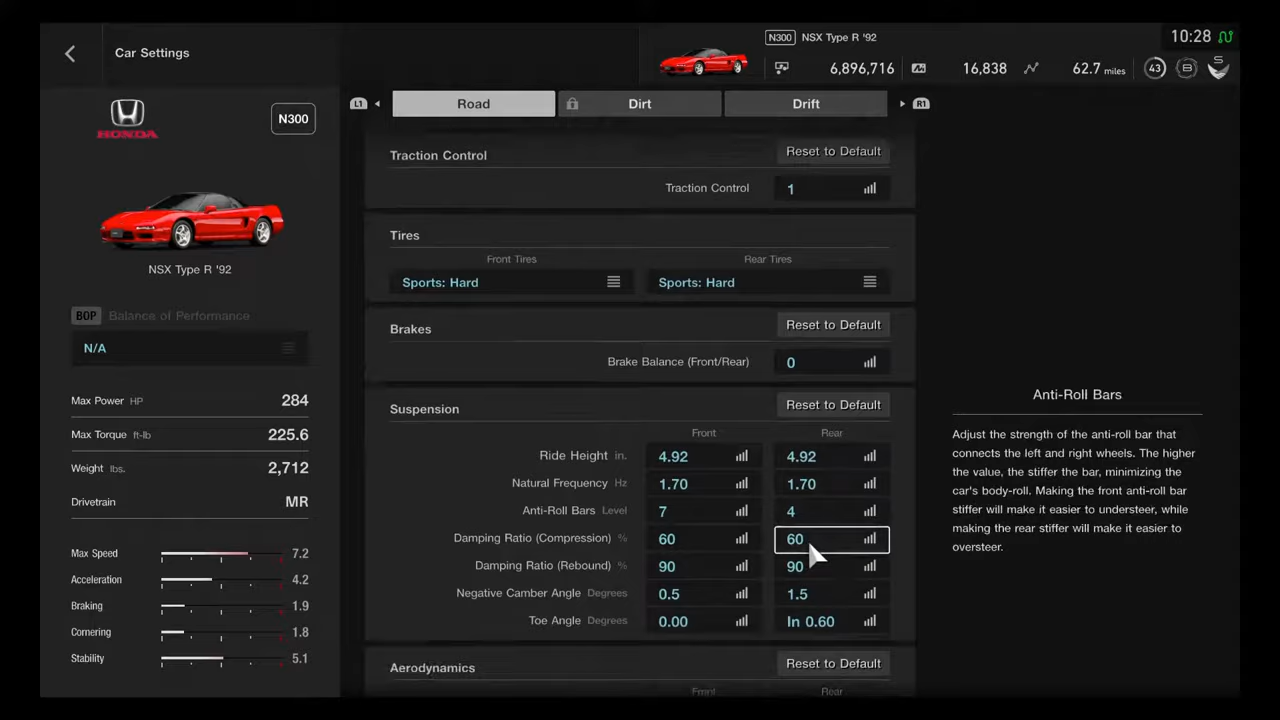 Car Settings
N300 NSX Type R '92
10:28
6,896,716 16,838 62.7 miles 43 B S
HONDA
N300
NSX Type R '92
BOP Balance of Performance
N/A
Max Power HP 284
Max Torque ft-lb 225.6
Weight lbs. 2,712
Drivetrain MR
Max Speed 7.2
Acceleration 4.2
Braking 1.9
Cornering 1.8
Stability 5.1
L1 Road Dirt Drift R1
Traction Control Reset to Default
Traction Control 1
Tires
Front Tires Rear Tires
Sports: Hard Sports: Hard
Brakes Reset to Default
Brake Balance (Front/Rear) 0
Suspension Reset to Default
Front Rear
Ride Height in. 4.92 4.92
Natural Frequency Hz 1.70 1.70
Anti-Roll Bars Level 7 4
Damping Ratio (Compression) % 60 60
Damping Ratio (Rebound) % 90 90
Negative Camber Angle Degrees 0.5 1.5
Toe Angle Degrees 0.00 In 0.60
Aerodynamics Reset to Default
Front Rear
Anti-Roll Bars
Adjust the strength of the anti-roll bar that
connects the left and right wheels. The higher
the value, the stiffer the bar, minimizing the
car's body-roll. Making the front anti-roll bar
stiffer will make it easier to understeer, while
making the rear stiffer will make it easier to
oversteer.